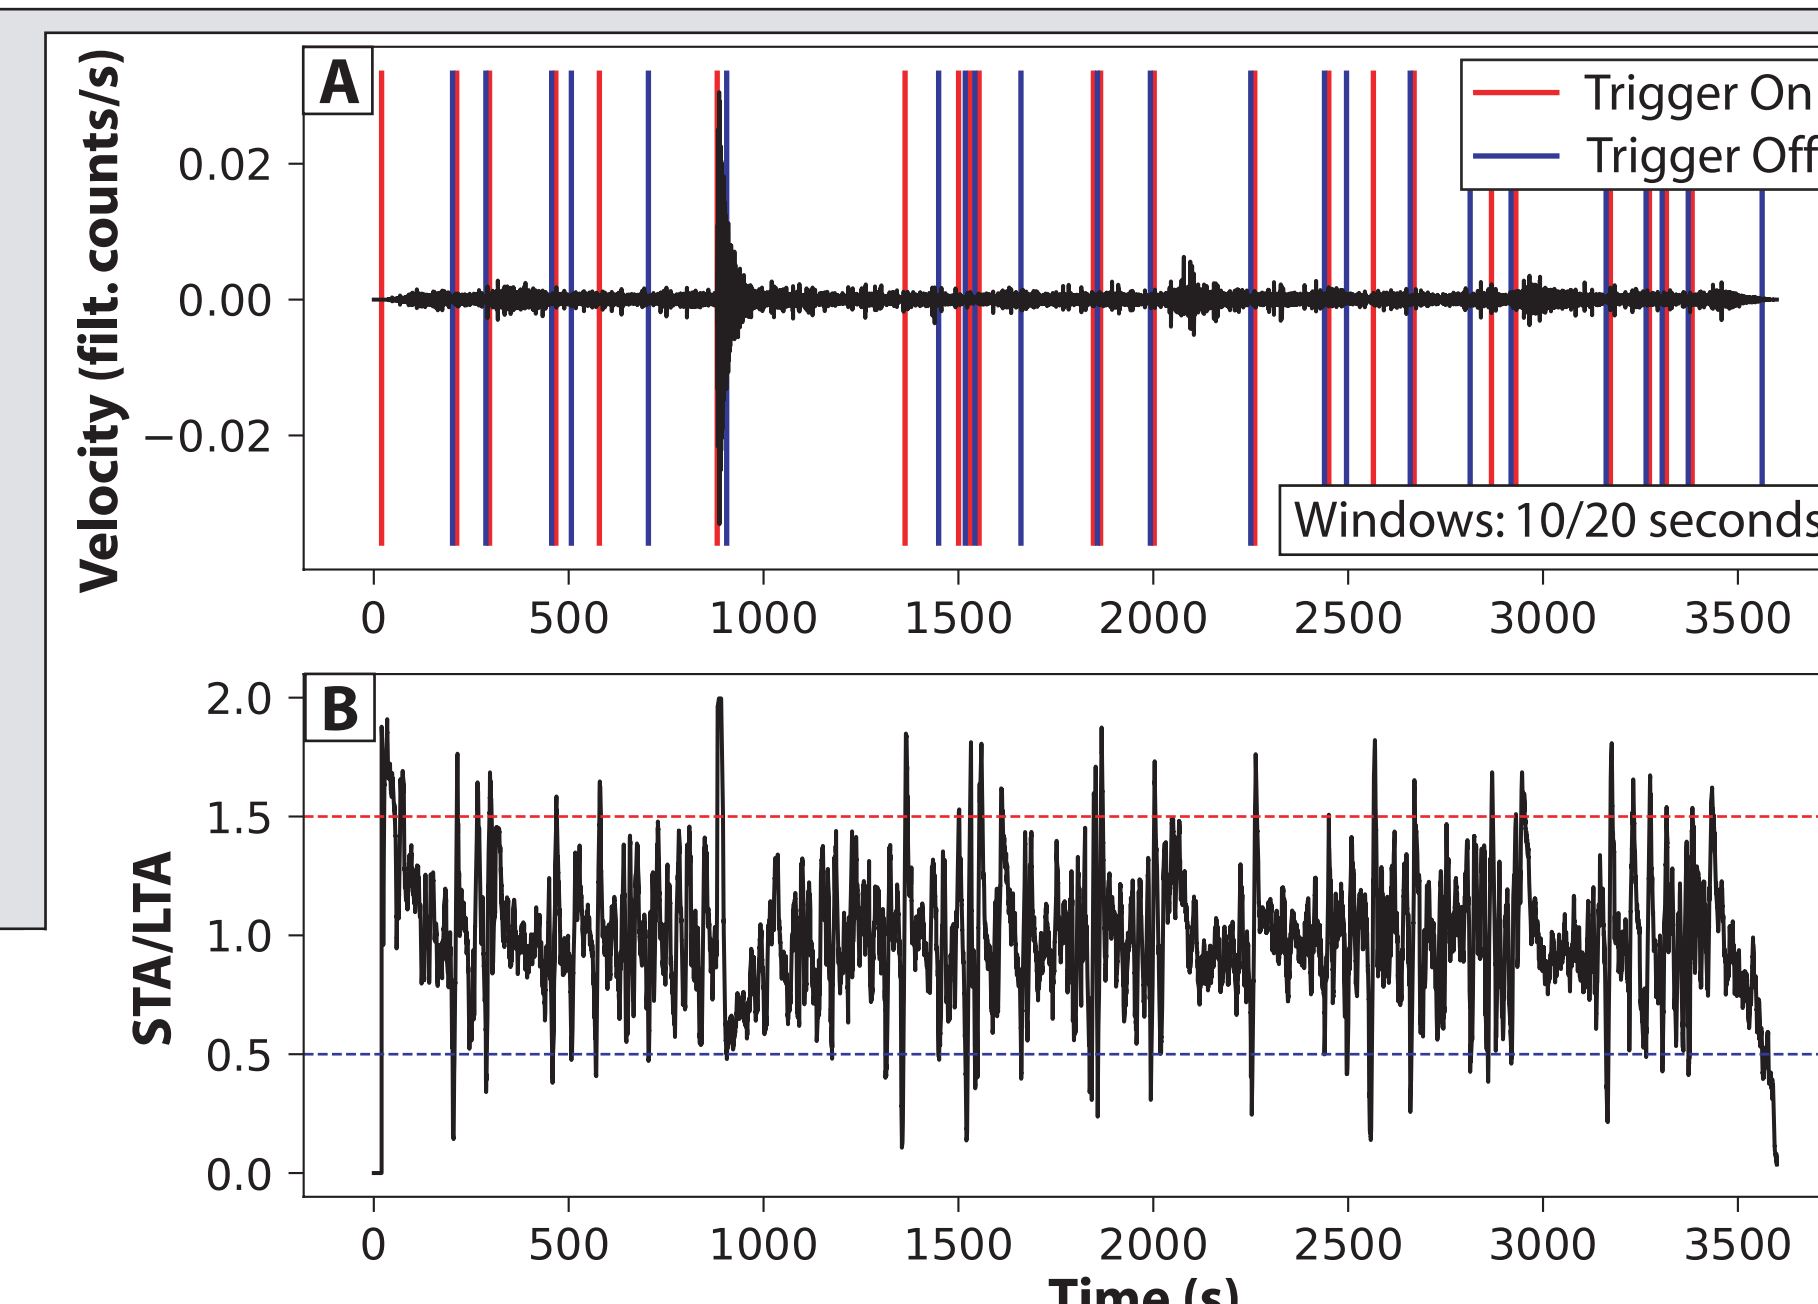 A
Velocity (filt. counts/s)
0.02
0.00
−0.02
Trigger On
Trigger Off
Windows: 10/20 seconds
0 500 1000 1500 2000 2500 3000 3500
B
STA/LTA
2.0
1.5
1.0
0.5
0.0
0 500 1000 1500 2000 2500 3000 3500
Time (s)